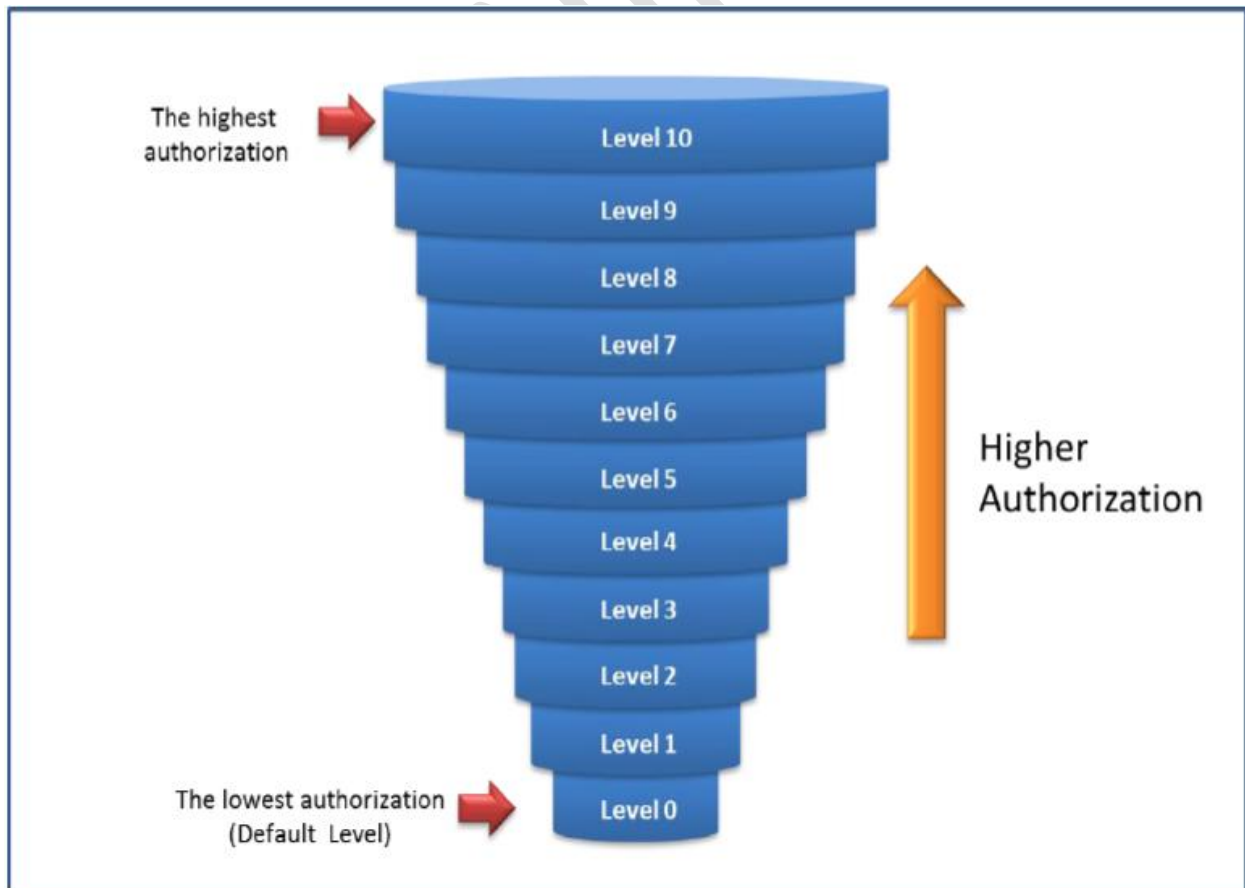 The highest
authorization
Level 10
Level 9
Level 8
Level 7
Level 6
Level 5
Level 4
Level 3
Level 2
Level 1
Level 0
Higher
Authorization
The lowest authorization
(Default Level)